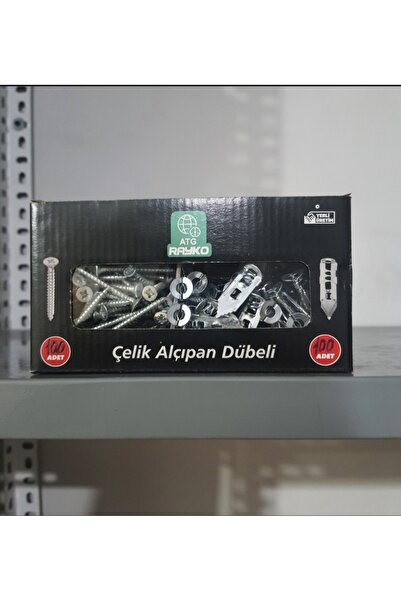 ATG
RAYKO
YERLİ
ÜRETİM
Çelik Alçıpan Dübeli
100
ADET
100
ADET